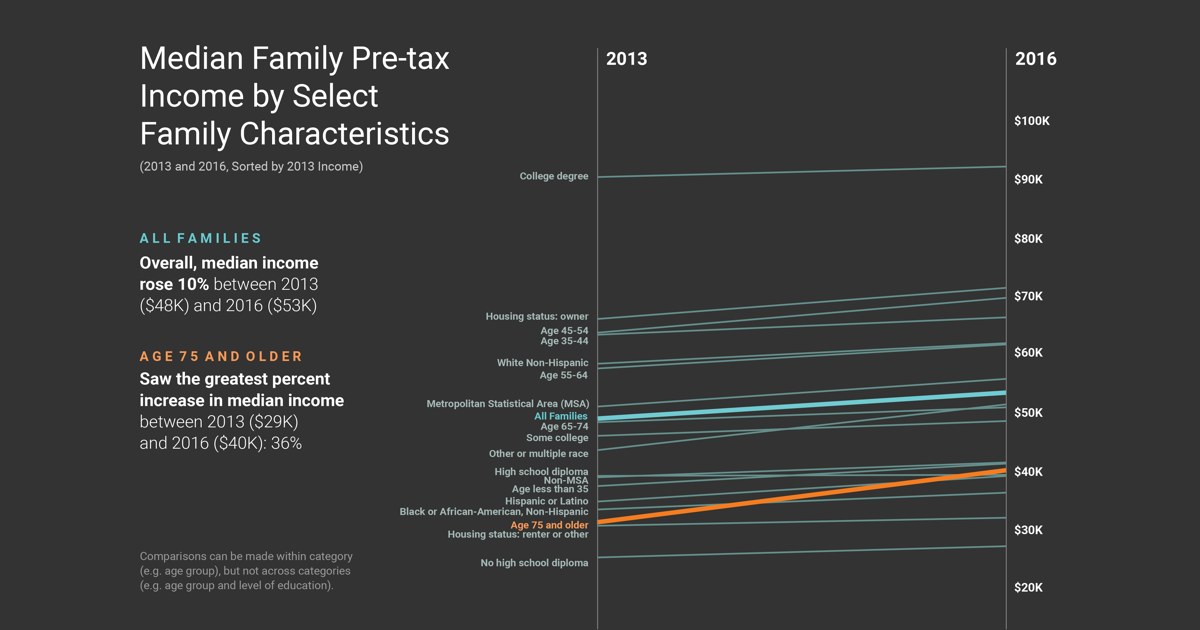 Median Family Pre-tax
Income by Select
Family Characteristics
(2013 and 2016, Sorted by 2013 Income)
ALL FAMILIES
Overall, median income
rose 10% between 2013
($48K) and 2016 ($53K)
AGE 75 AND OLDER
Saw the greatest percent
increase in median income
between 2013 ($29K)
and 2016 ($40K): 36%
Comparisons can be made within category
(e.g. age group), but not across categories
(e.g. age group and level of education).
2013
College degree
Housing status: owner
Age 45-54
Age 35-44
White Non-Hispanic
Age 55-64
Metropolitan Statistical Area (MSA)
All Families
Age 65-74
Some college
Other or multiple race
High school diploma
Non-MSA
Age less than 35
Hispanic or Latino
Black or African-American, Non-Hispanic
Age 75 and older
Housing status: renter or other
No high school diploma
2016
$100K
$90K
$80K
$70K
$60K
$50K
$40K
$30K
$20K